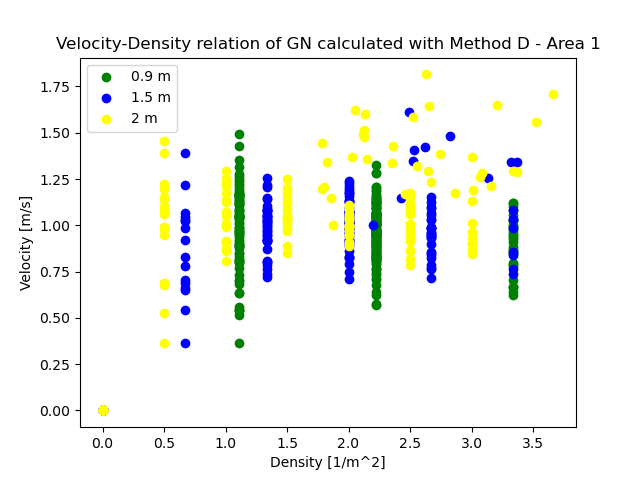 Velocity-Density relation of GN calculated with Method D - Area 1
0.9 m
1.5 m
2 m
Velocity [m/s]
1.75
1.50
1.25
1.00
0.75
0.50
0.25
0.00
0.0 0.5 1.0 1.5 2.0 2.5 3.0 3.5
Density [1/m^2]